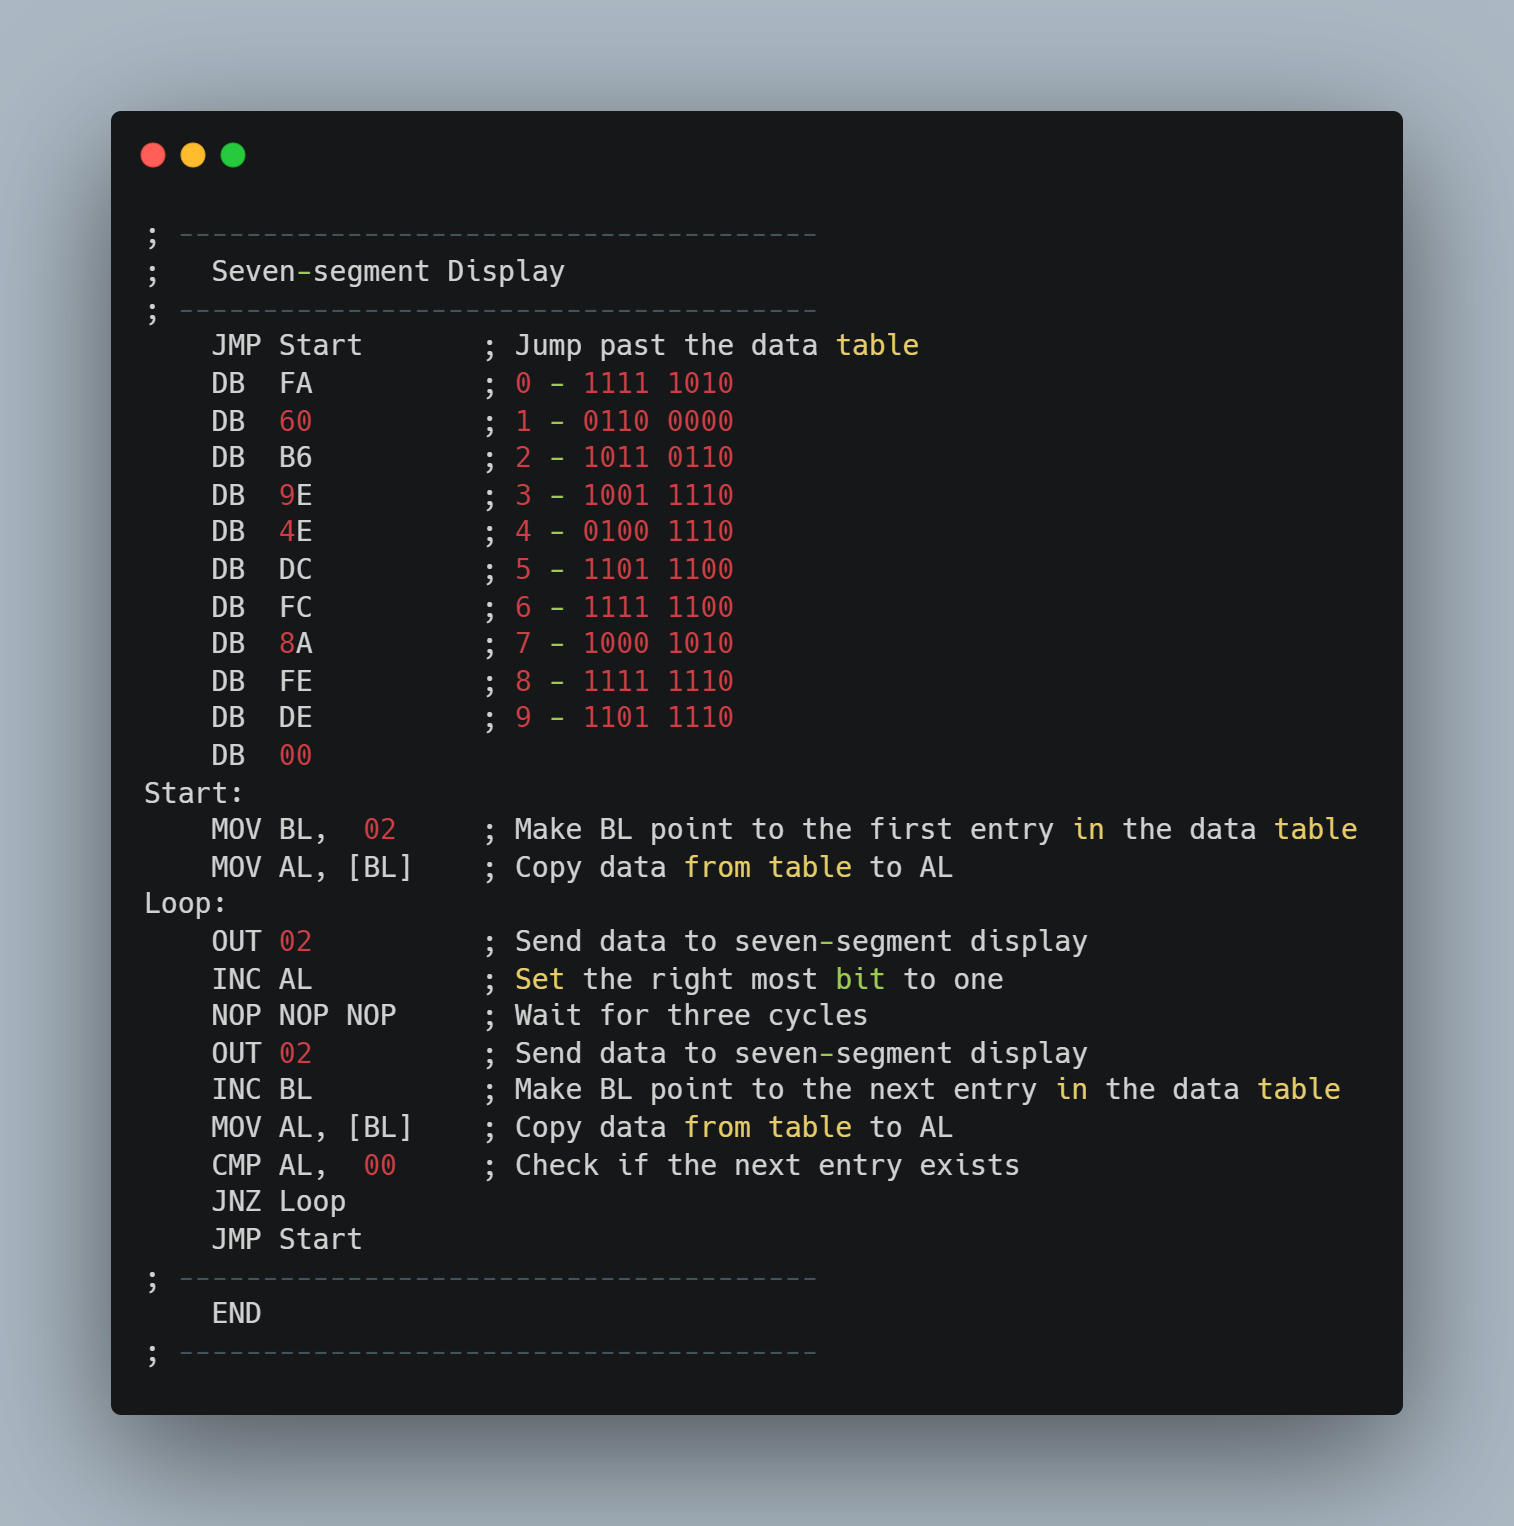 ; --------------------------------------
;   Seven-segment Display
; --------------------------------------
    JMP Start       ; Jump past the data table
    DB  FA          ; 0 - 1111 1010
    DB  60          ; 1 - 0110 0000
    DB  B6          ; 2 - 1011 0110
    DB  9E          ; 3 - 1001 1110
    DB  4E          ; 4 - 0100 1110
    DB  DC          ; 5 - 1101 1100
    DB  FC          ; 6 - 1111 1100
    DB  8A          ; 7 - 1000 1010
    DB  FE          ; 8 - 1111 1110
    DB  DE          ; 9 - 1101 1110
    DB  00
Start:
    MOV BL,  02     ; Make BL point to the first entry in the data table
    MOV AL, [BL]    ; Copy data from table to AL
Loop:
    OUT 02          ; Send data to seven-segment display
    INC AL          ; Set the right most bit to one
    NOP NOP NOP     ; Wait for three cycles
    OUT 02          ; Send data to seven-segment display
    INC BL          ; Make BL point to the next entry in the data table
    MOV AL, [BL]    ; Copy data from table to AL
    CMP AL,  00     ; Check if the next entry exists
    JNZ Loop
    JMP Start
; --------------------------------------
    END
; --------------------------------------